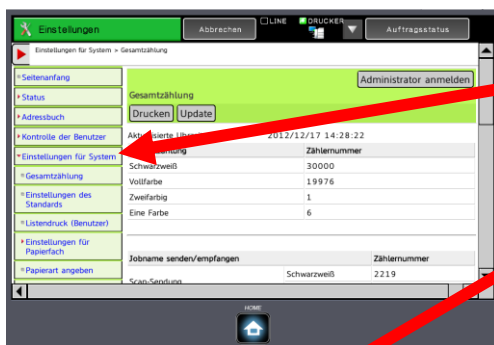 Einstellungen
Abbrechen
LINE
DRUCKER
Auftragsstatus
Einstellungen für System ▸ Gesamtzählung
Seitenanfang
Status
Adressbuch
Kontrolle der Benutzer
Einstellungen für System
Gesamtzählung
Einstellungen des
Standards
Listendruck (Benutzer)
Einstellungen für
Papierfach
Papierart angeben
Administrator anmelden
Gesamtzählung
Drucken Update
2012/12/17 14:28:22
Zählernummer
Schwarzweiß 30000
Vollfarbe 19976
Zweifarbig 1
Eine Farbe 6
Jobname senden/empfangen Zählernummer
Scan-Sendung
Schwarzweiß 2219
HOME